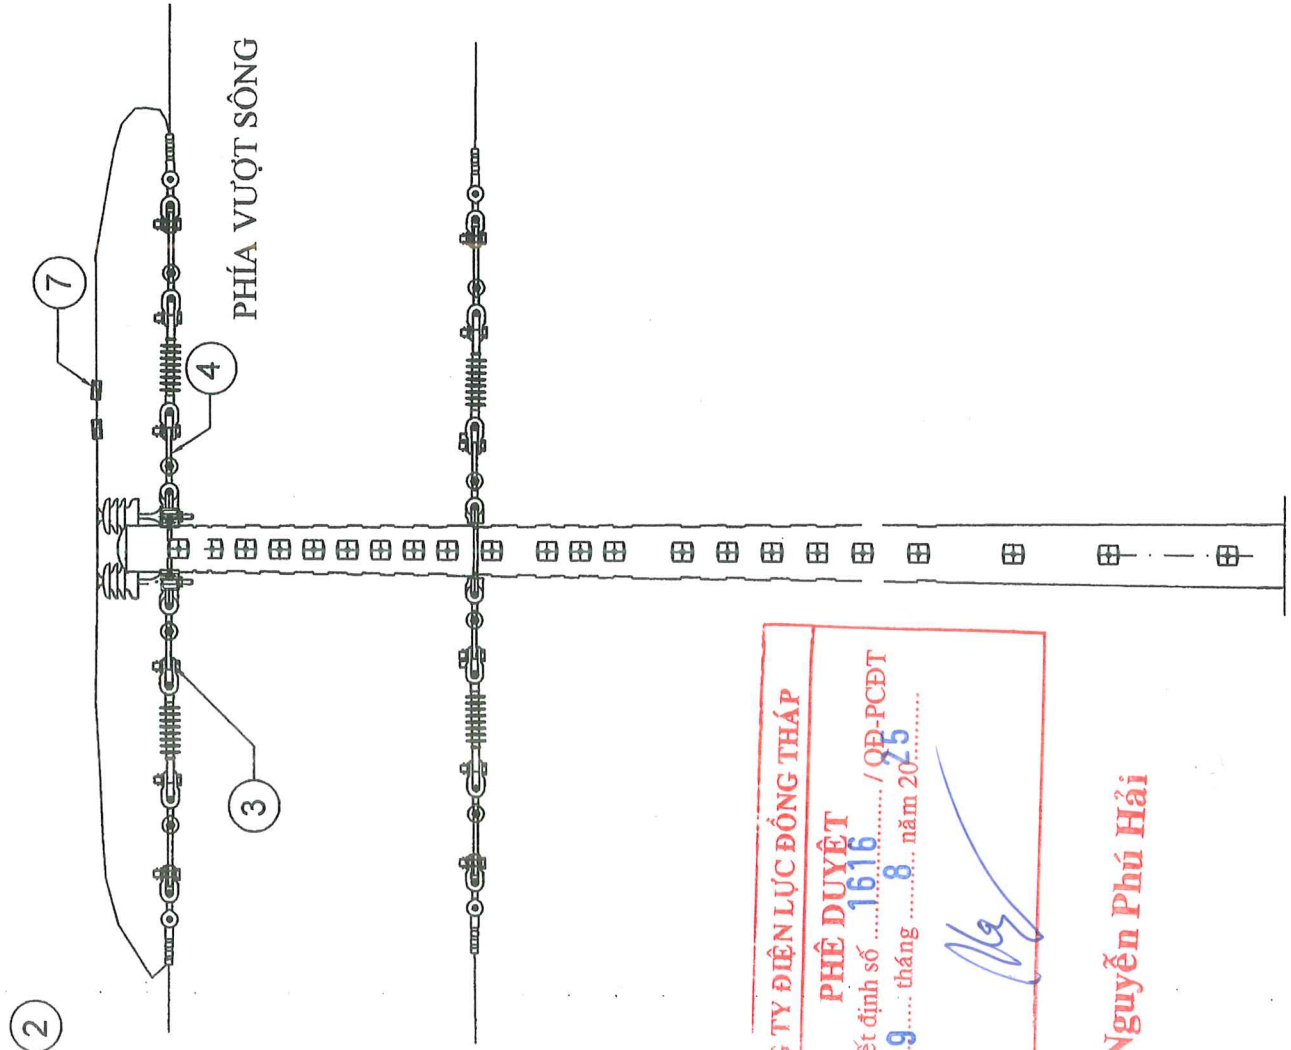 2
7
PHÍA VƯỢT SÔNG
4
3
TY ĐIỆN LỰC ĐỒNG THÁP
PHÊ DUYỆT
ết định số ....1616......... / QĐ-PCĐT
9..... tháng ......8... năm 2025
Nguyễn Phú Hải